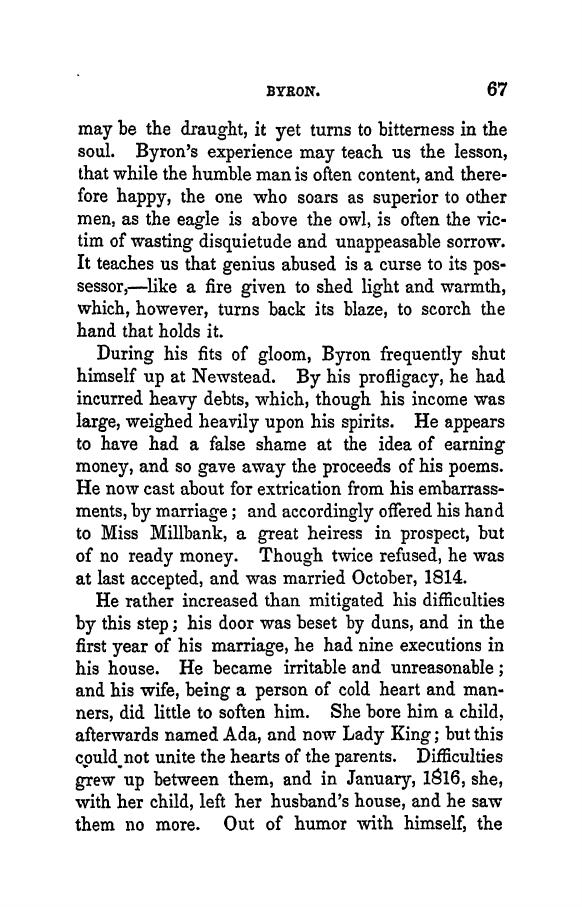 BYRON. 67
may be the draught, it yet turns to bitterness in the
soul. Byron's experience may teach us the lesson,
that while the humble man is often content, and there-
fore happy, the one who soars as superior to other
men, as the eagle is above the owl, is often the vic-
tim of wasting disquietude and unappeasable sorrow.
It teaches us that genius abused is a curse to its pos-
sessor,—like a fire given to shed light and warmth,
which, however, turns back its blaze, to scorch the
hand that holds it.
During his fits of gloom, Byron frequently shut
himself up at Newstead. By his profligacy, he had
incurred heavy debts, which, though his income was
large, weighed heavily upon his spirits. He appears
to have had a false shame at the idea of earning
money, and so gave away the proceeds of his poems.
He now cast about for extrication from his embarrass-
ments, by marriage; and accordingly offered his hand
to Miss Millbank, a great heiress in prospect, but
of no ready money. Though twice refused, he was
at last accepted, and was married October, 1814.
He rather increased than mitigated his difficulties
by this step; his door was beset by duns, and in the
first year of his marriage, he had nine executions in
his house. He became irritable and unreasonable;
and his wife, being a person of cold heart and man-
ners, did little to soften him. She bore him a child,
afterwards named Ada, and now Lady King; but this
could not unite the hearts of the parents. Difficulties
grew up between them, and in January, 1816, she,
with her child, left her husband's house, and he saw
them no more. Out of humor with himself, the